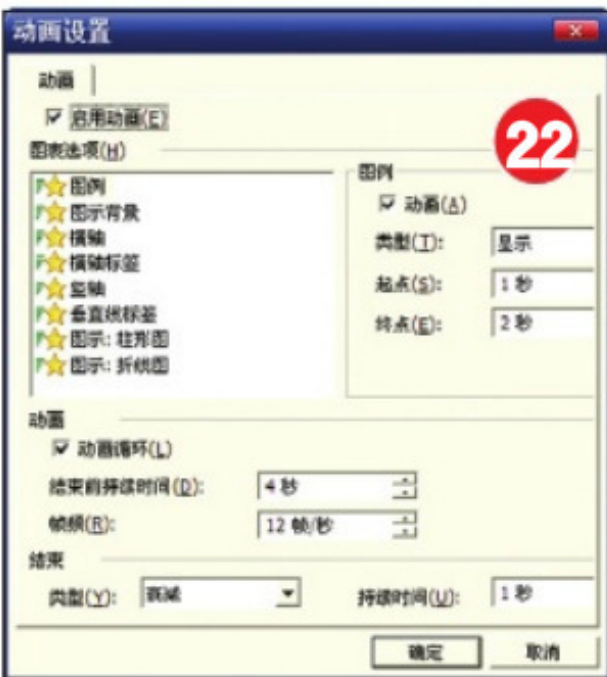 动画设置
动画
启用动画(E)
22
图表选项(H)
图例
图示背景
横轴
横轴标签
竖轴
垂直线标签
图示: 柱形图
图示: 折线图
图例
动画(A)
类型(T): 显示
起点(S): 1 秒
终点(E): 2 秒
动画
动画循环(L)
结束前持续时间(D): 4 秒
帧频(R): 12 帧/秒
结束
类型(Y): 衰减 持续时间(U): 1 秒
确定 取消